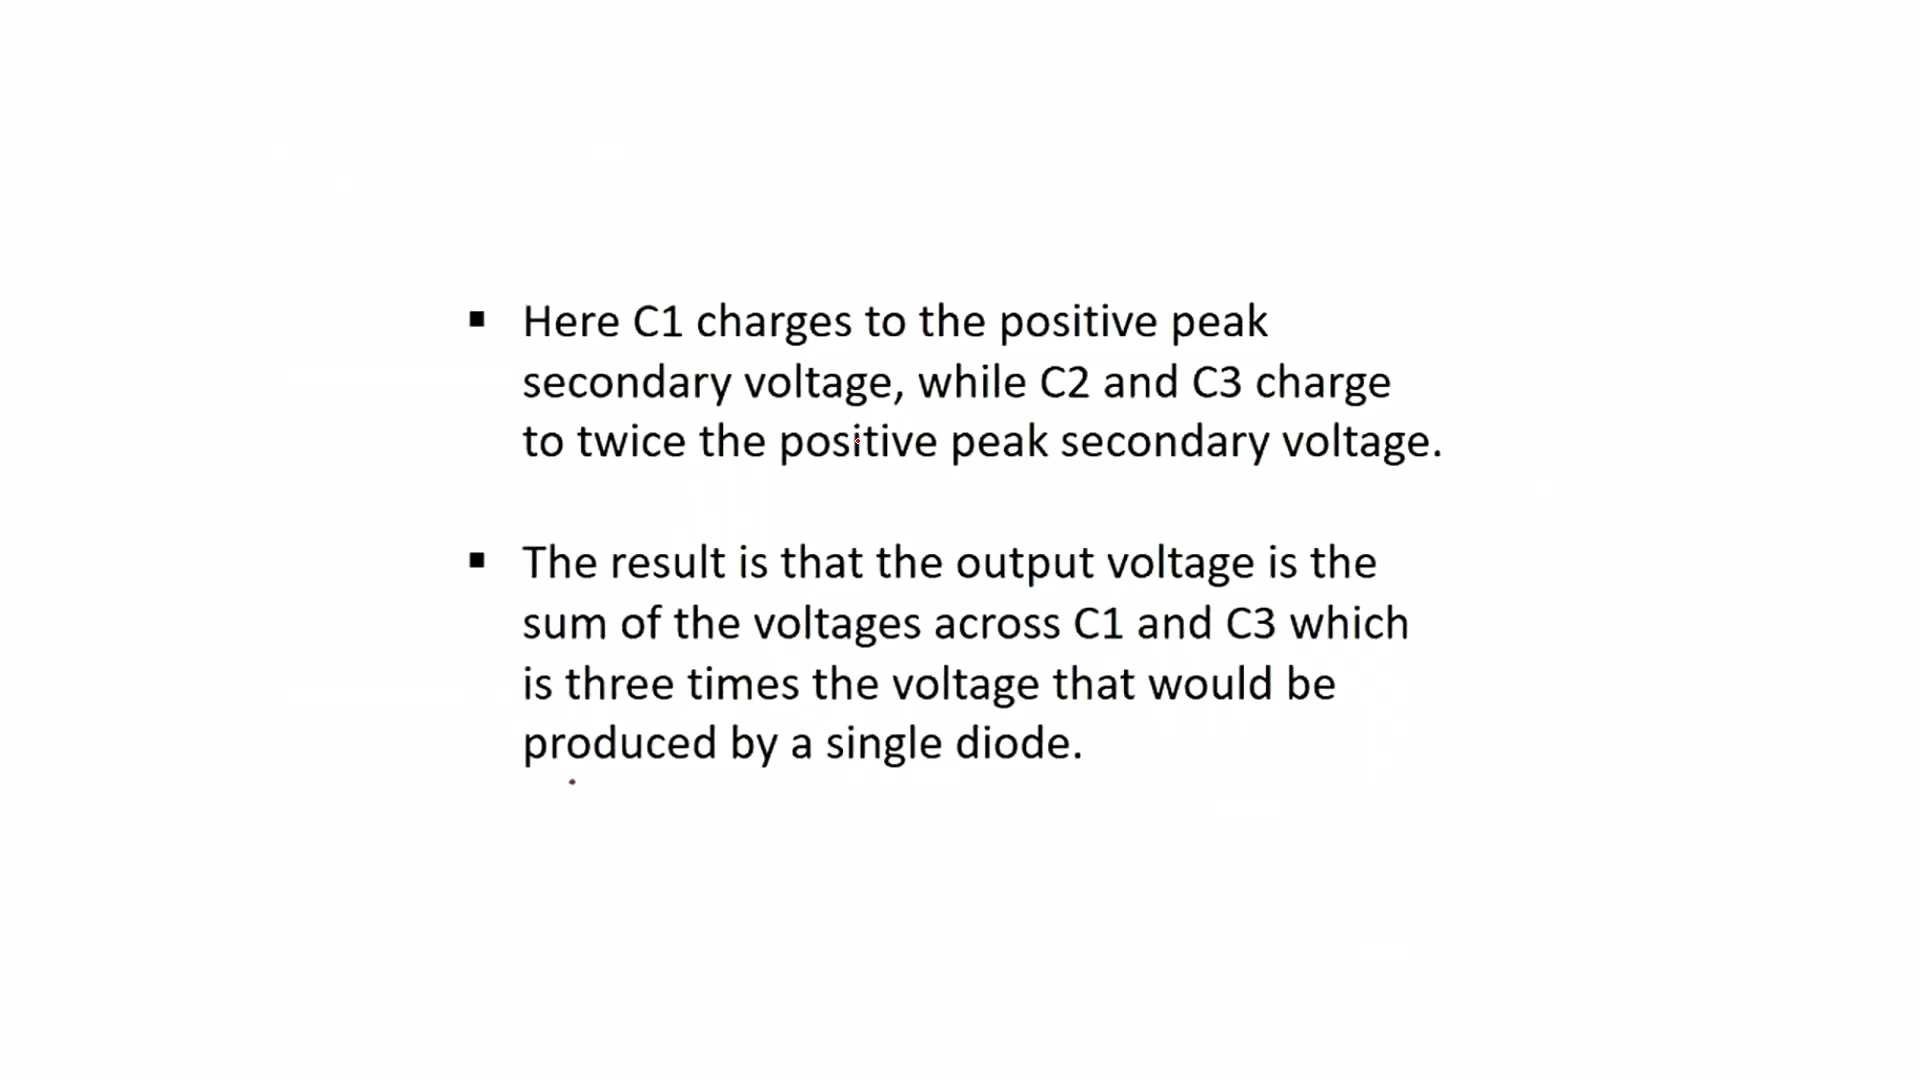 ▪ Here C1 charges to the positive peak
secondary voltage, while C2 and C3 charge
to twice the positive peak secondary voltage.
▪ The result is that the output voltage is the
sum of the voltages across C1 and C3 which
is three times the voltage that would be
produced by a single diode.